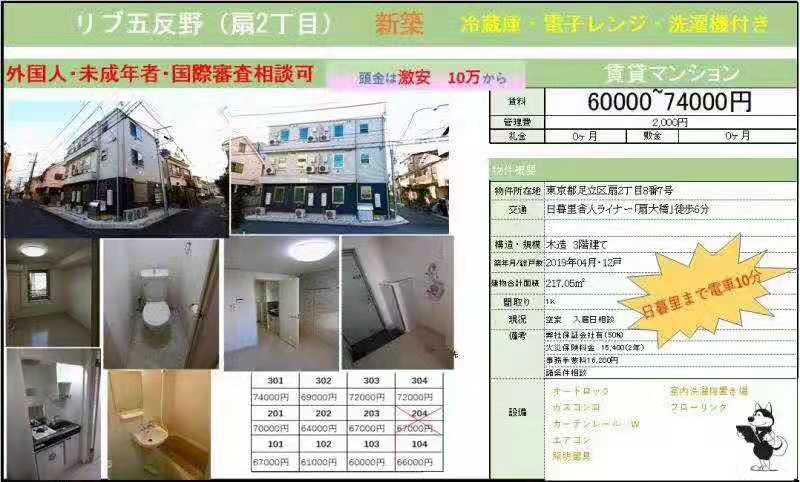 リブ五反野（扇2丁目） 新築 冷蔵庫・電子レンジ・洗濯機付き
外国人・未成年者・国際審査相談可
頭金は激安 10万から
賃貸マンション
賃料 60000~74000円
管理費 2,000円
礼金 0ヶ月 敷金 0ヶ月
物件概要
物件所在地 東京都足立区扇2丁目8番7号
交通 日暮里舎人ライナー「扇大橋」徒歩6分
構造・規模 木造 3階建て
築年月/総戸数 2019年04月・12戸
建物合計面積 217.05㎡
間取り 1K
現況 空室 入居日相談
備考 弊社保証会社有(50%)
火災保険料金 15,400(2年)
事務手数料16,200円
諸条件相談
日暮里まで電車10分
301 302 303 304
74000円 69000円 72000円 72000円
201 202 203 204
70000円 64000円 67000円 67000円
101 102 103 104
67000円 61000円 60000円 66000円
設備
オートロック 室内洗濯機置き場
ガスコンロ フローリング
カーテンレール W
エアコン
照明器具